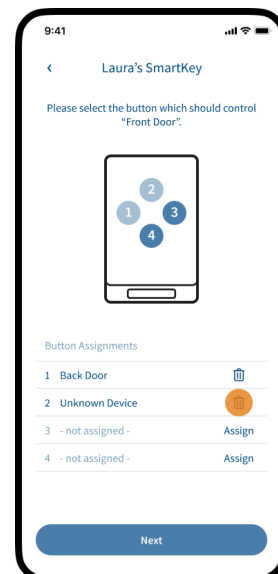 9:41
Laura's SmartKey
Please select the button which should control
“Front Door”.
2
1 3
4
Button Assignments
1 Back Door
2 Unknown Device
3 - not assigned - Assign
4 - not assigned - Assign
Next